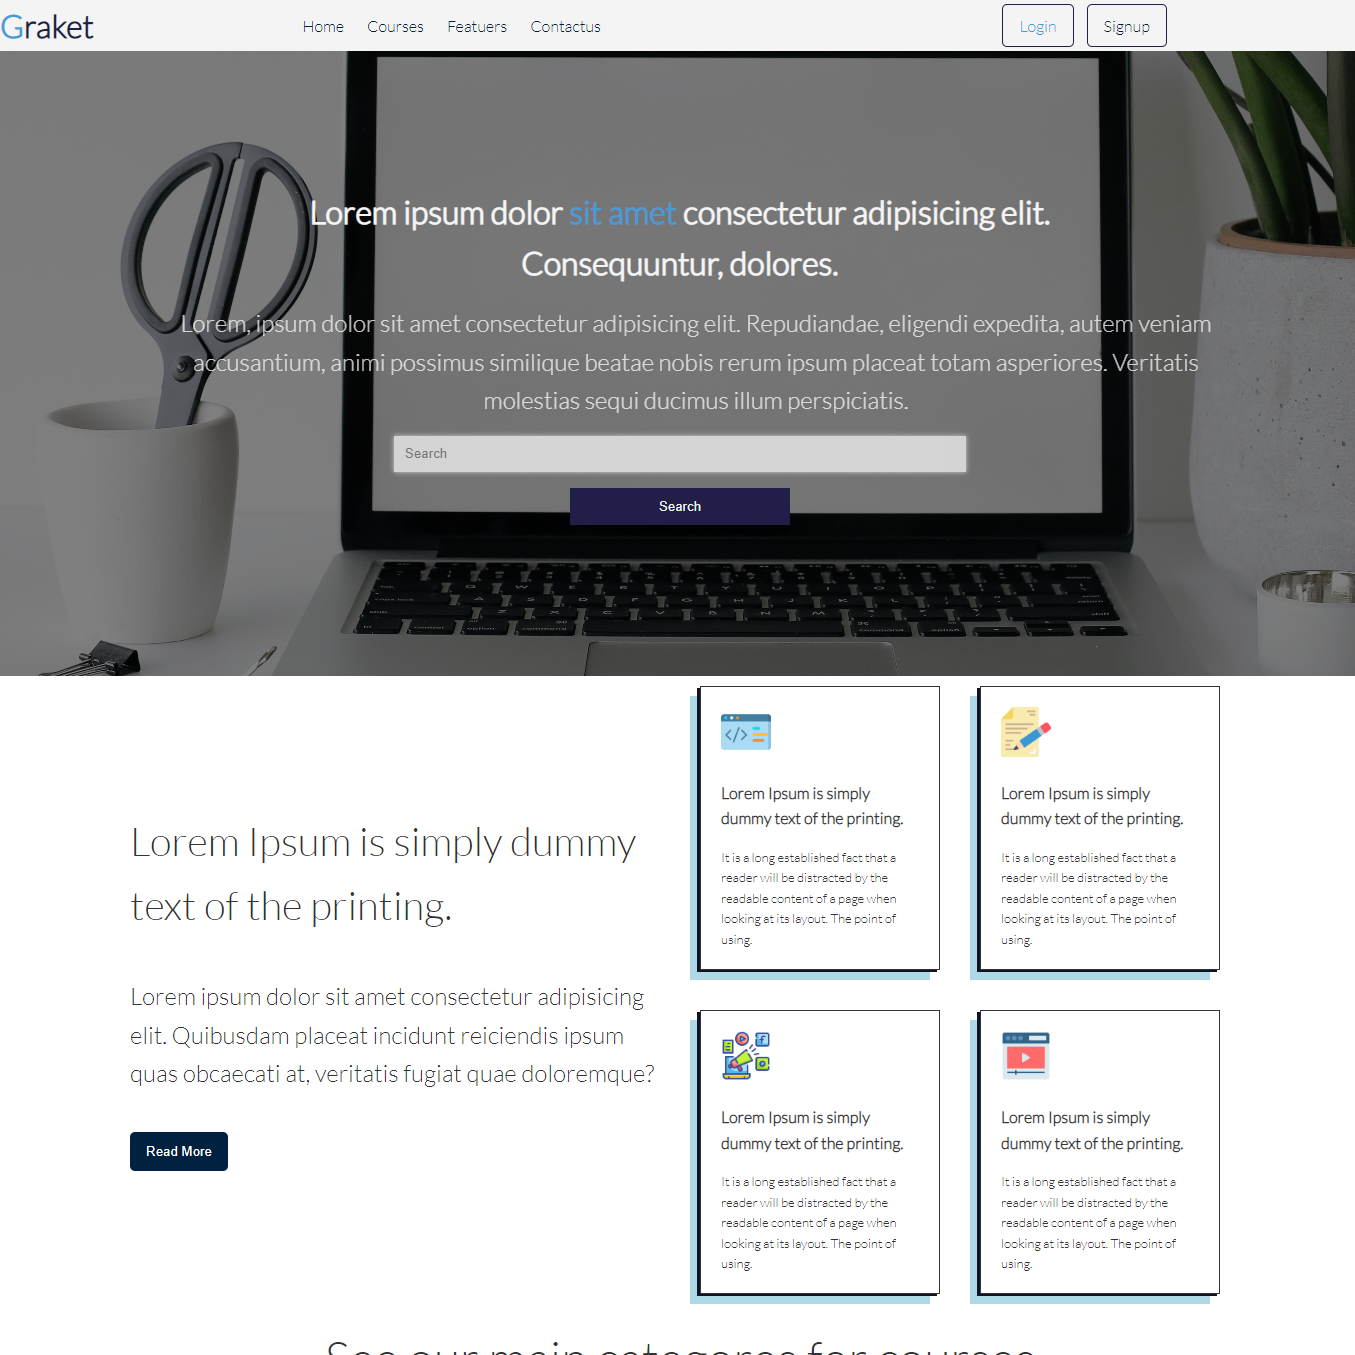 Graket
Home Courses Featuers Contactus
Login Signup
Lorem ipsum dolor sit amet consectetur adipisicing elit.
Consequuntur, dolores.
Lorem, ipsum dolor sit amet consectetur adipisicing elit. Repudiandae, eligendi expedita, autem veniam
accusantium, animi possimus similique beatae nobis rerum ipsum placeat totam asperiores. Veritatis
molestias sequi ducimus illum perspiciatis.
Search
Search
Lorem Ipsum is simply dummy
text of the printing.
Lorem ipsum dolor sit amet consectetur adipisicing
elit. Quibusdam placeat incidunt reiciendis ipsum
quas obcaecati at, veritatis fugiat quae doloremque?
Read More
Lorem Ipsum is simply
dummy text of the printing.
It is a long established fact that a
reader will be distracted by the
readable content of a page when
looking at its layout. The point of
using.
Lorem Ipsum is simply
dummy text of the printing.
It is a long established fact that a
reader will be distracted by the
readable content of a page when
looking at its layout. The point of
using.
Lorem Ipsum is simply
dummy text of the printing.
It is a long established fact that a
reader will be distracted by the
readable content of a page when
looking at its layout. The point of
using.
Lorem Ipsum is simply
dummy text of the printing.
It is a long established fact that a
reader will be distracted by the
readable content of a page when
looking at its layout. The point of
using.
See our main categores for courses